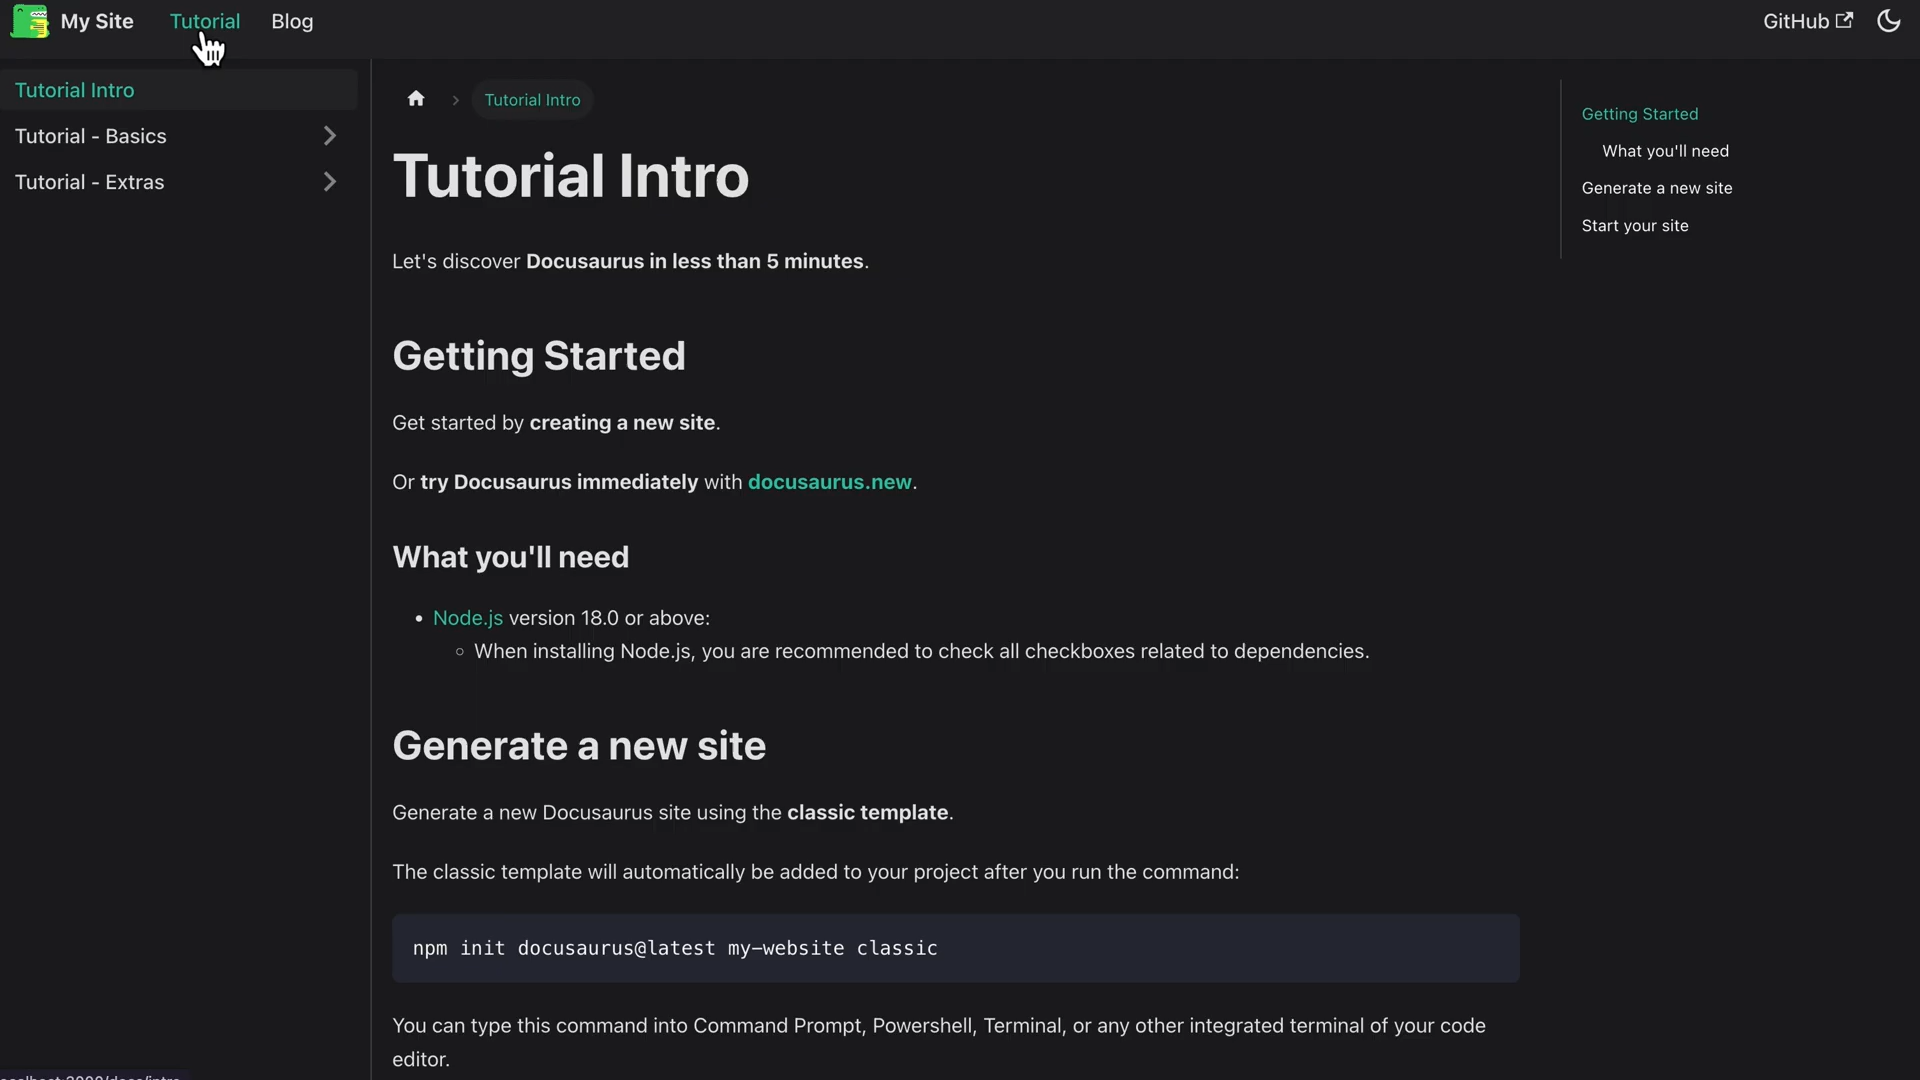 My Site Tutorial Blog GitHub
Tutorial Intro
Tutorial - Basics
Tutorial - Extras
Tutorial Intro
Tutorial Intro
Let's discover Docusaurus in less than 5 minutes.
Getting Started
Get started by creating a new site.
Or try Docusaurus immediately with docusaurus.new.
What you'll need
Node.js version 18.0 or above:
When installing Node.js, you are recommended to check all checkboxes related to dependencies.
Generate a new site
Generate a new Docusaurus site using the classic template.
The classic template will automatically be added to your project after you run the command:
npm init docusaurus@latest my-website classic
You can type this command into Command Prompt, Powershell, Terminal, or any other integrated terminal of your code
editor.
Getting Started
What you'll need
Generate a new site
Start your site